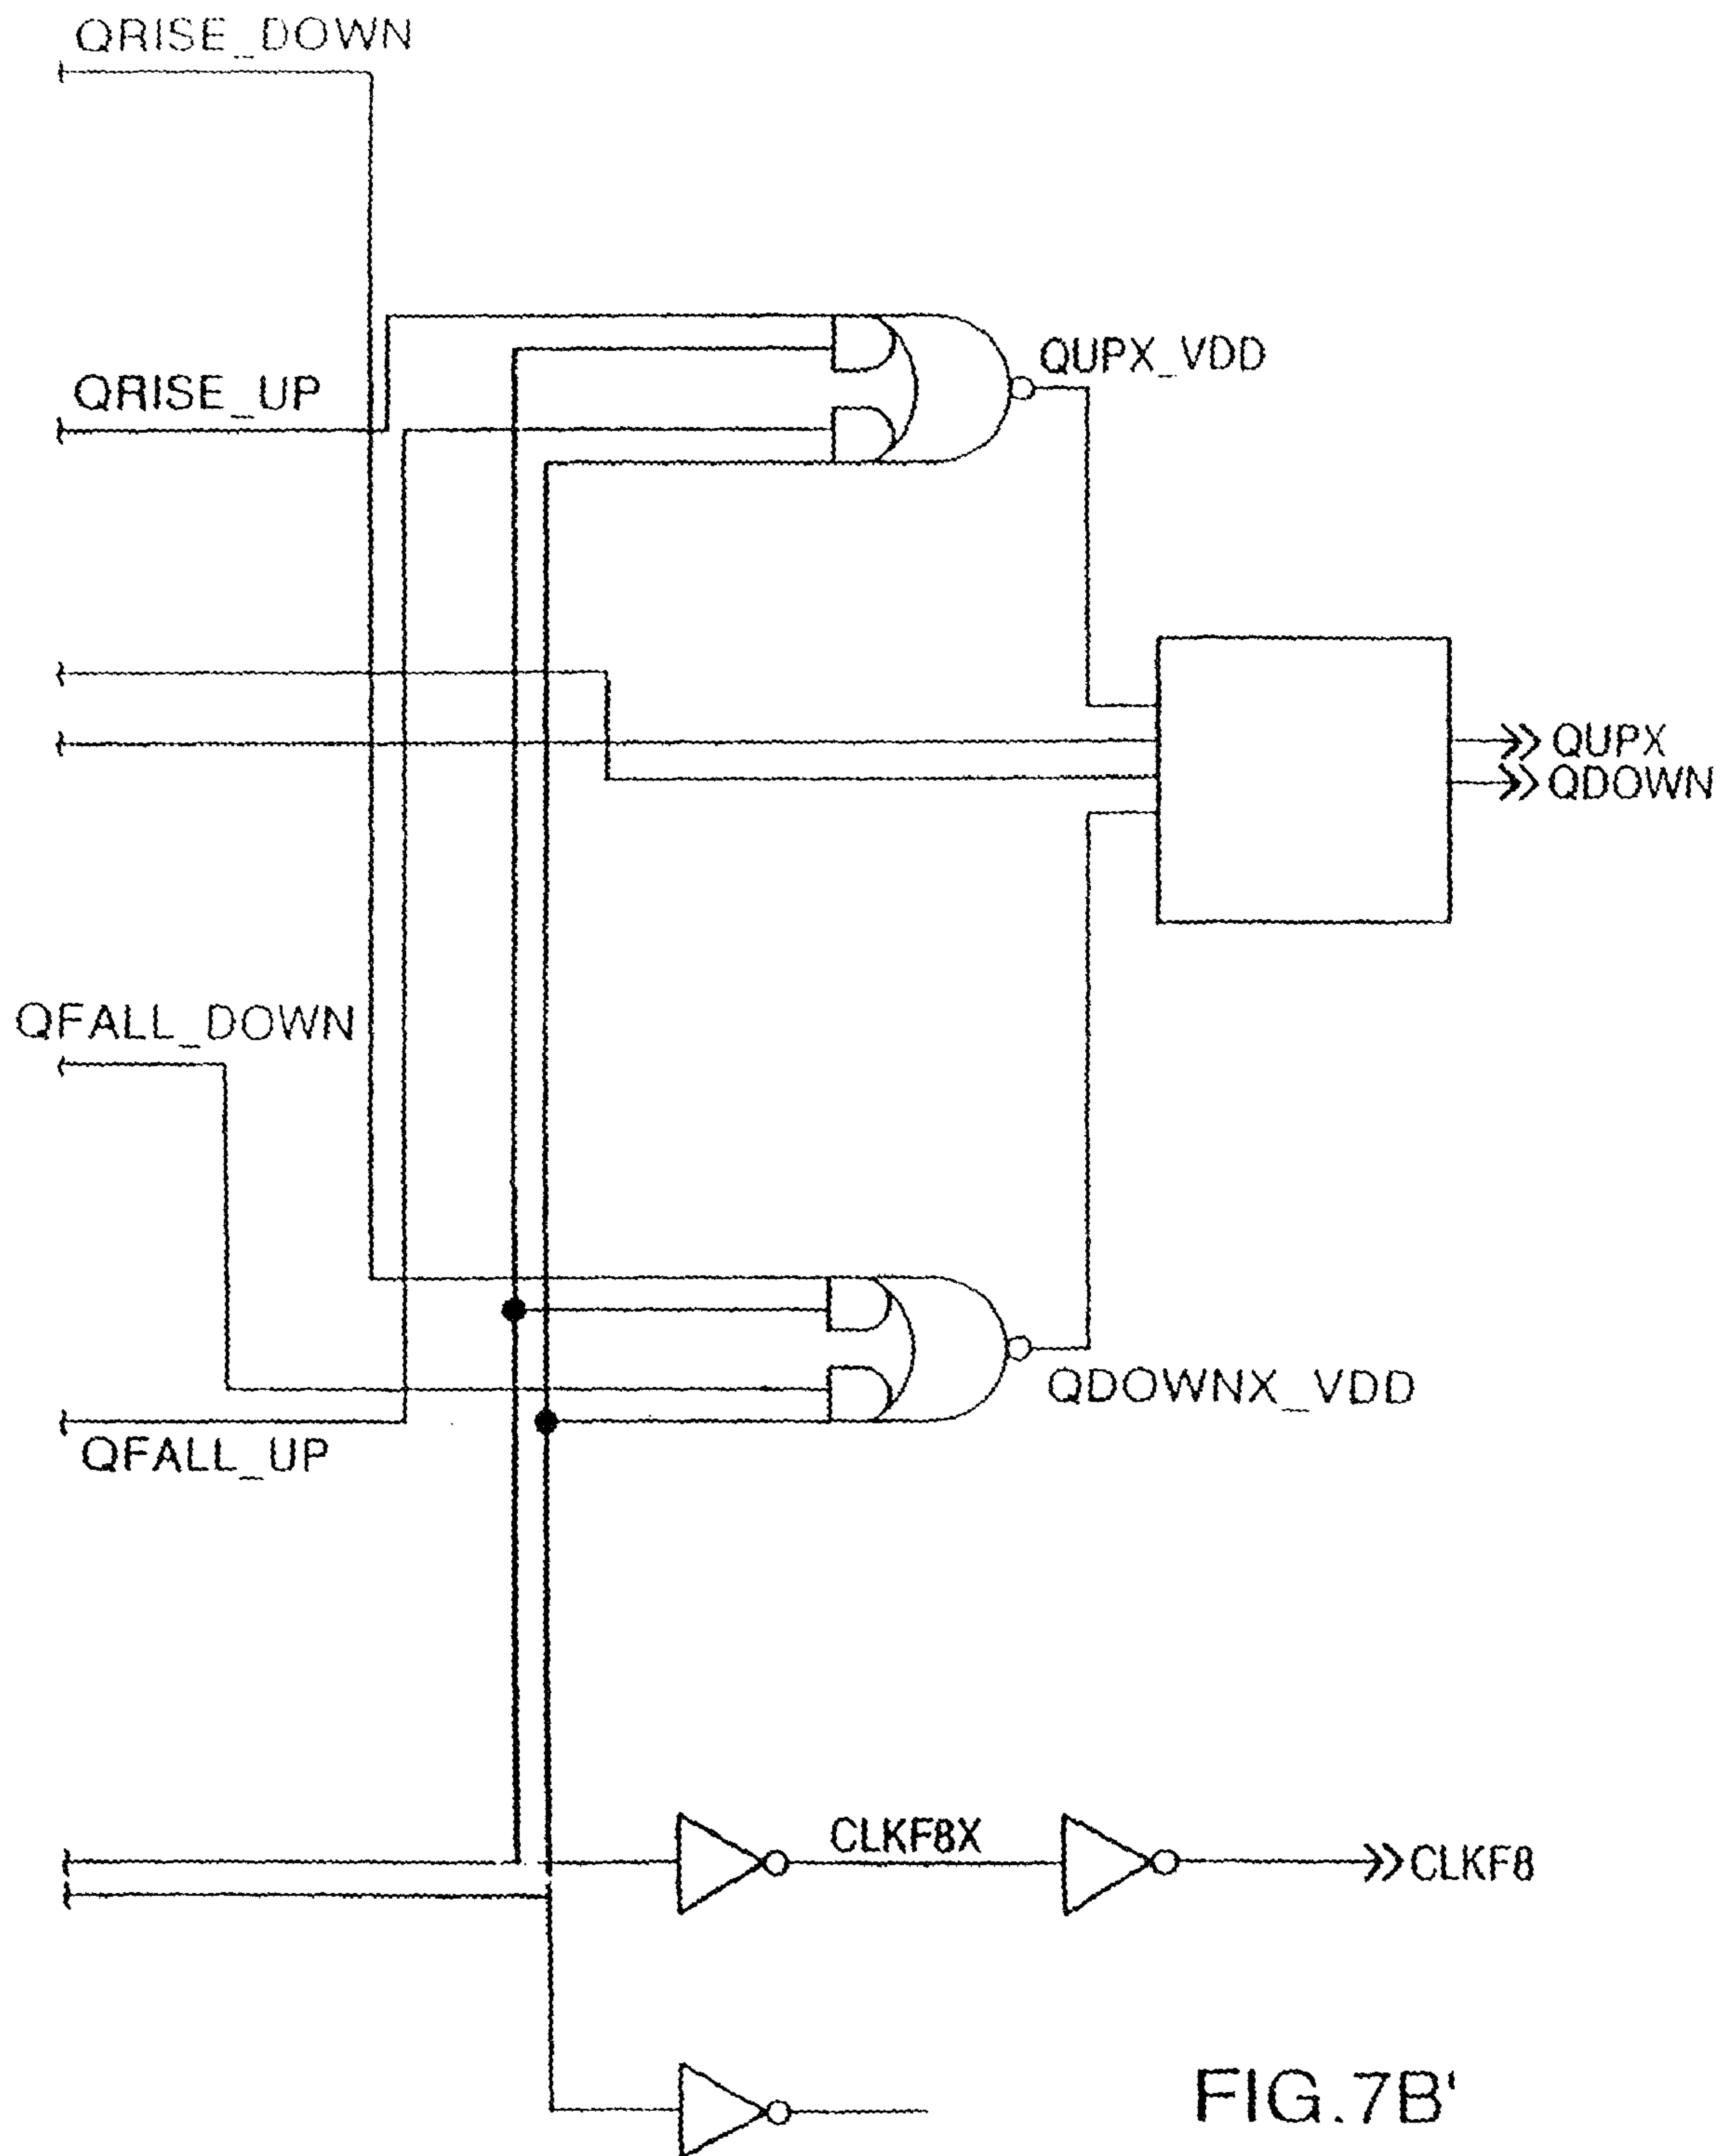 QRISE_DOWN
QUPX_VDD
QRISE_UP
QUPX
QDOWN
QFALL_DOWN
QDOWNX_VDD
QFALL_UP
CLKF8X
CLKF8
FIG.7B'